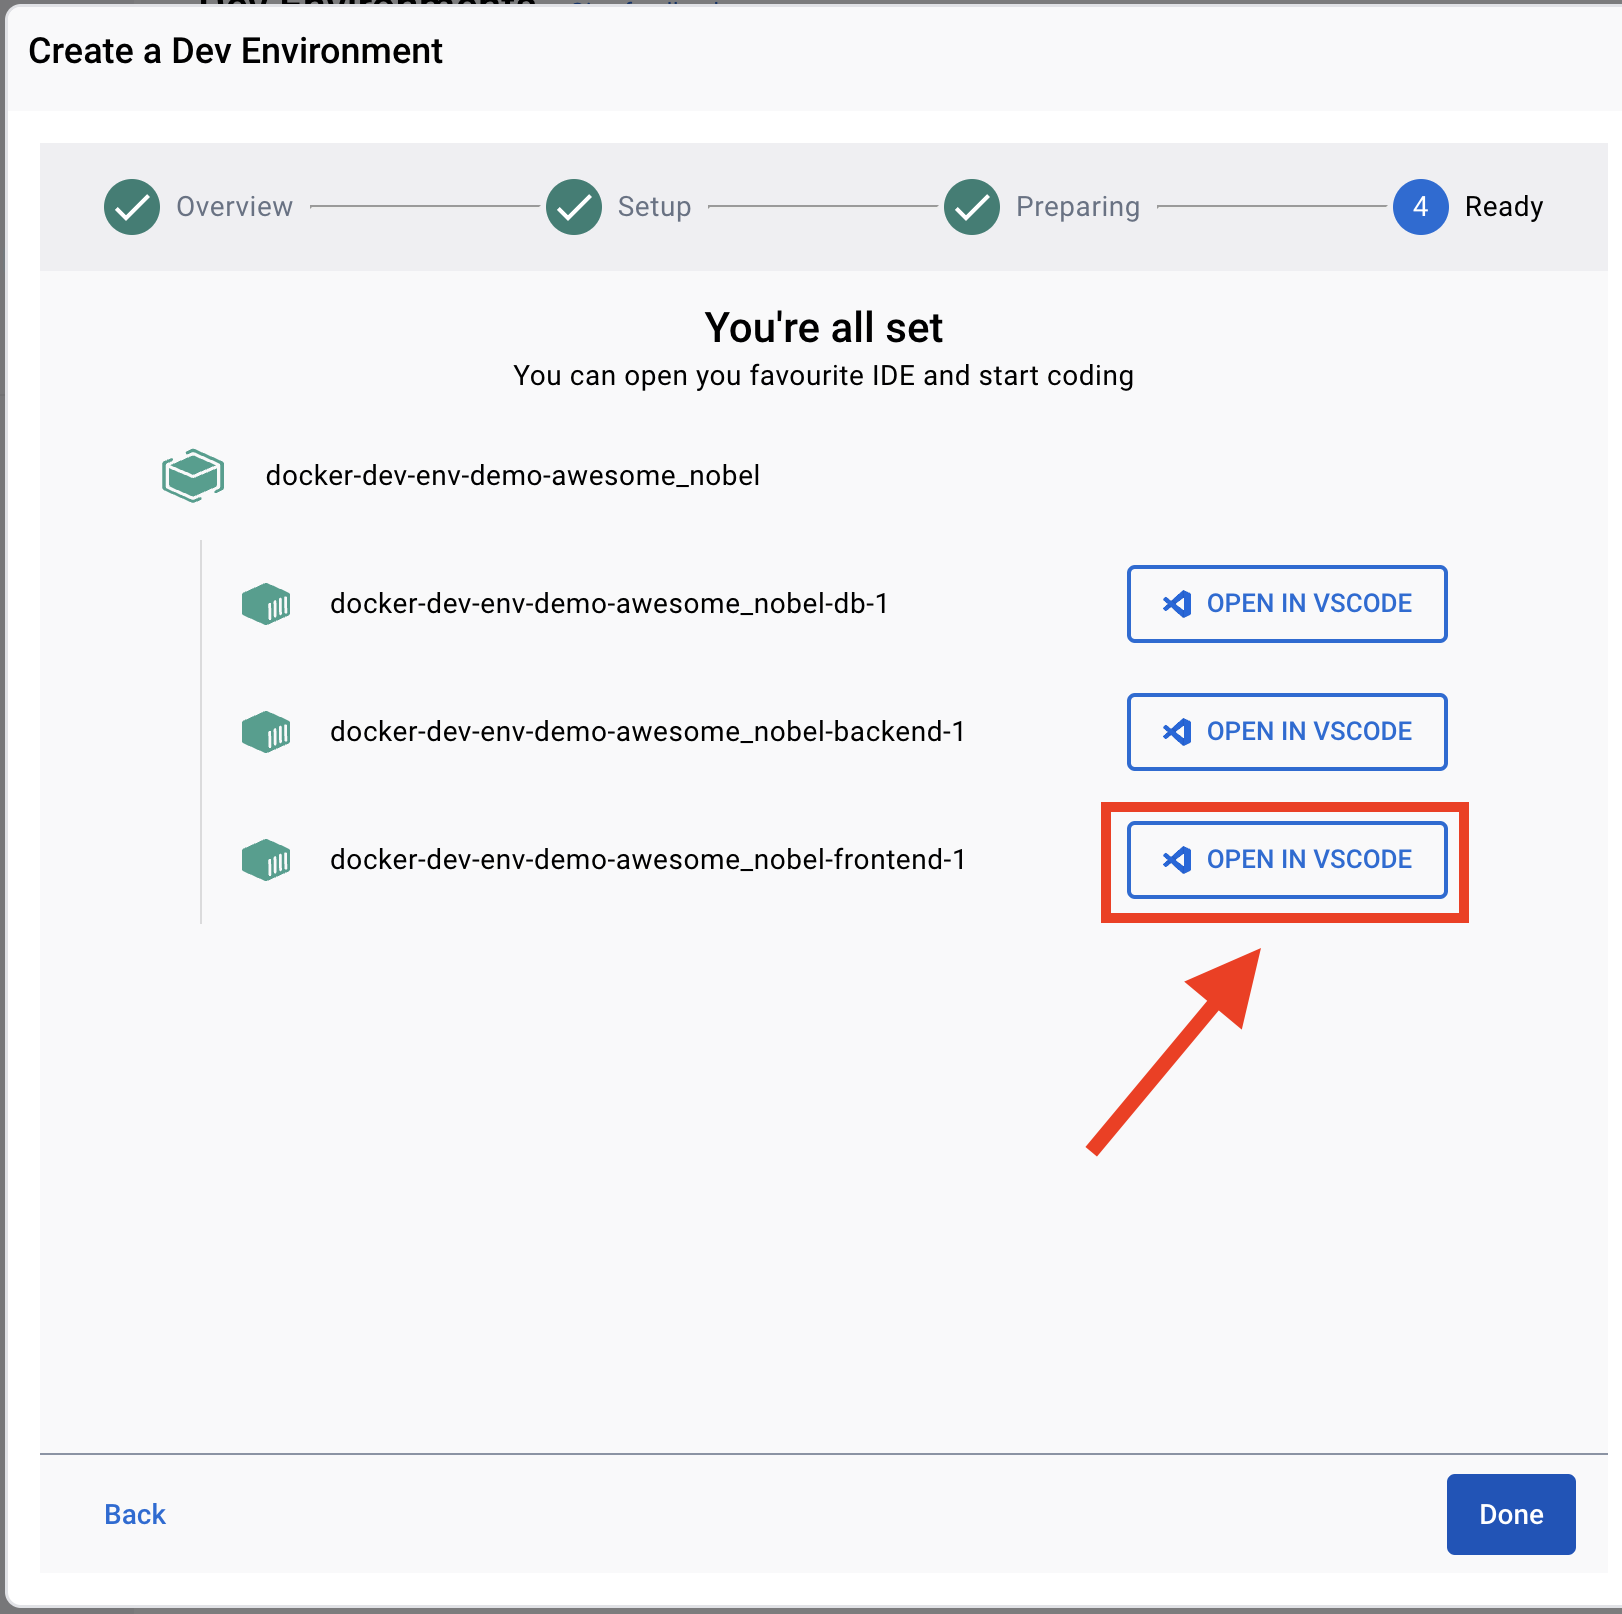 Create a Dev Environment
Overview
Setup
Preparing
4 Ready
You're all set
You can open you favourite IDE and start coding
docker-dev-env-demo-awesome_nobel
docker-dev-env-demo-awesome_nobel-db-1 OPEN IN VSCODE
docker-dev-env-demo-awesome_nobel-backend-1 OPEN IN VSCODE
docker-dev-env-demo-awesome_nobel-frontend-1 OPEN IN VSCODE
Back
Done